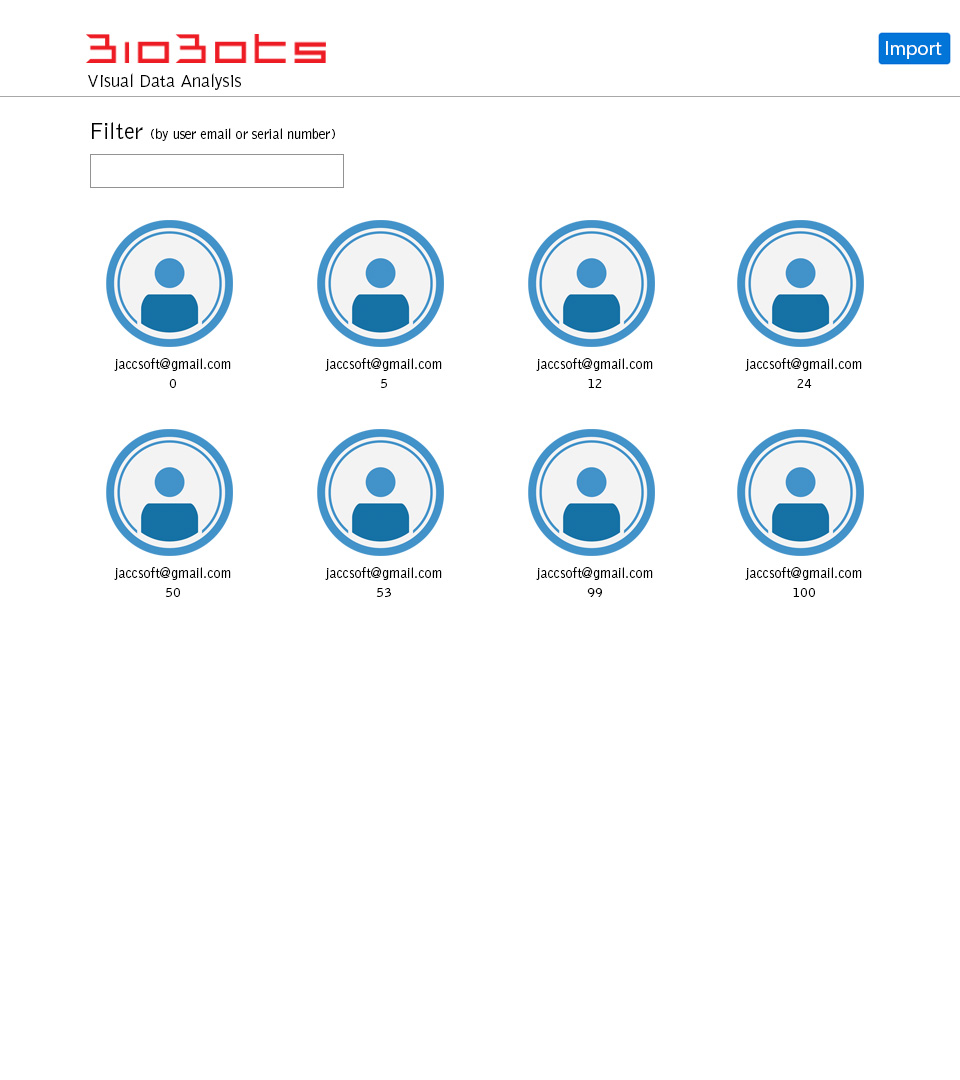 BioBots
Import
Visual Data Analysis
Filter (by user email or serial number)
jaccsoft@gmail.com jaccsoft@gmail.com jaccsoft@gmail.com jaccsoft@gmail.com
0 5 12 24
jaccsoft@gmail.com jaccsoft@gmail.com jaccsoft@gmail.com jaccsoft@gmail.com
50 53 99 100